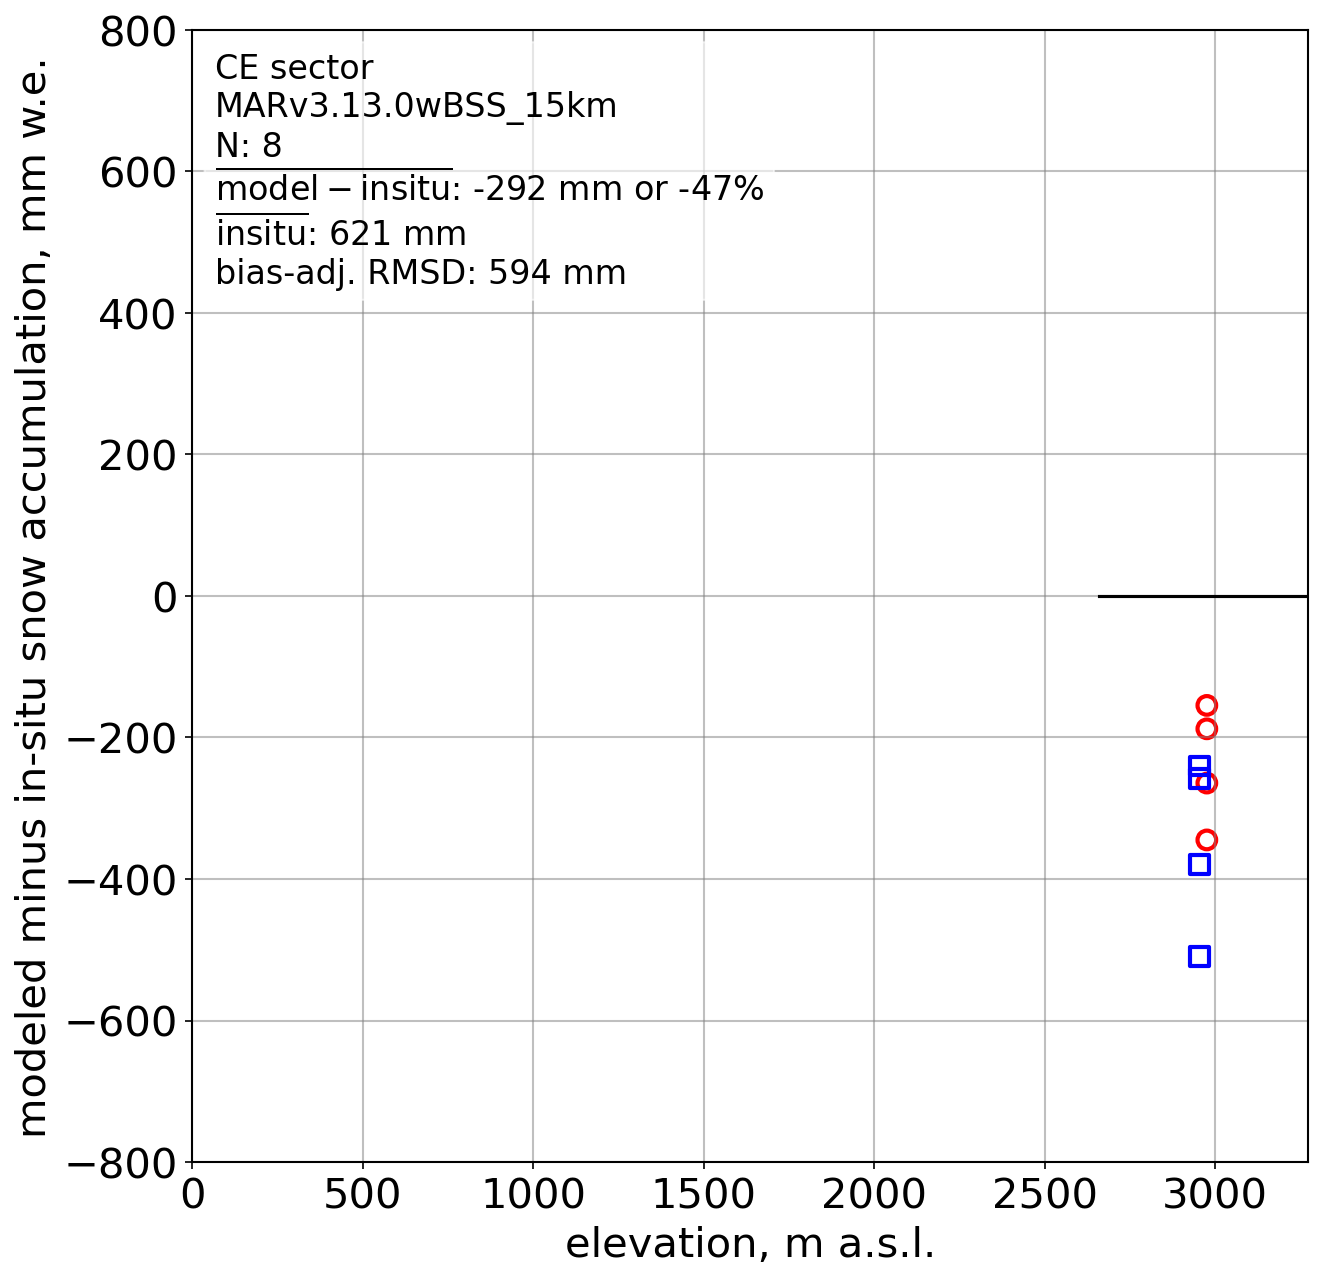 800
600
400
200
0
−200
−400
−600
−800
modeled minus in-situ snow accumulation, mm w.e.
CE sector
MARv3.13.0wBSS_15km
N: 8
model − insitu: -292 mm or -47%
insitu: 621 mm
bias-adj. RMSD: 594 mm
0 500 1000 1500 2000 2500 3000
elevation, m a.s.l.